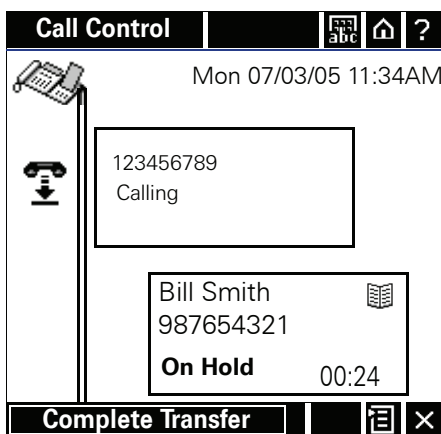 Call Control abc ?
Mon 07/03/05 11:34AM
123456789
Calling
Bill Smith
987654321
On Hold 00:24
Complete Transfer